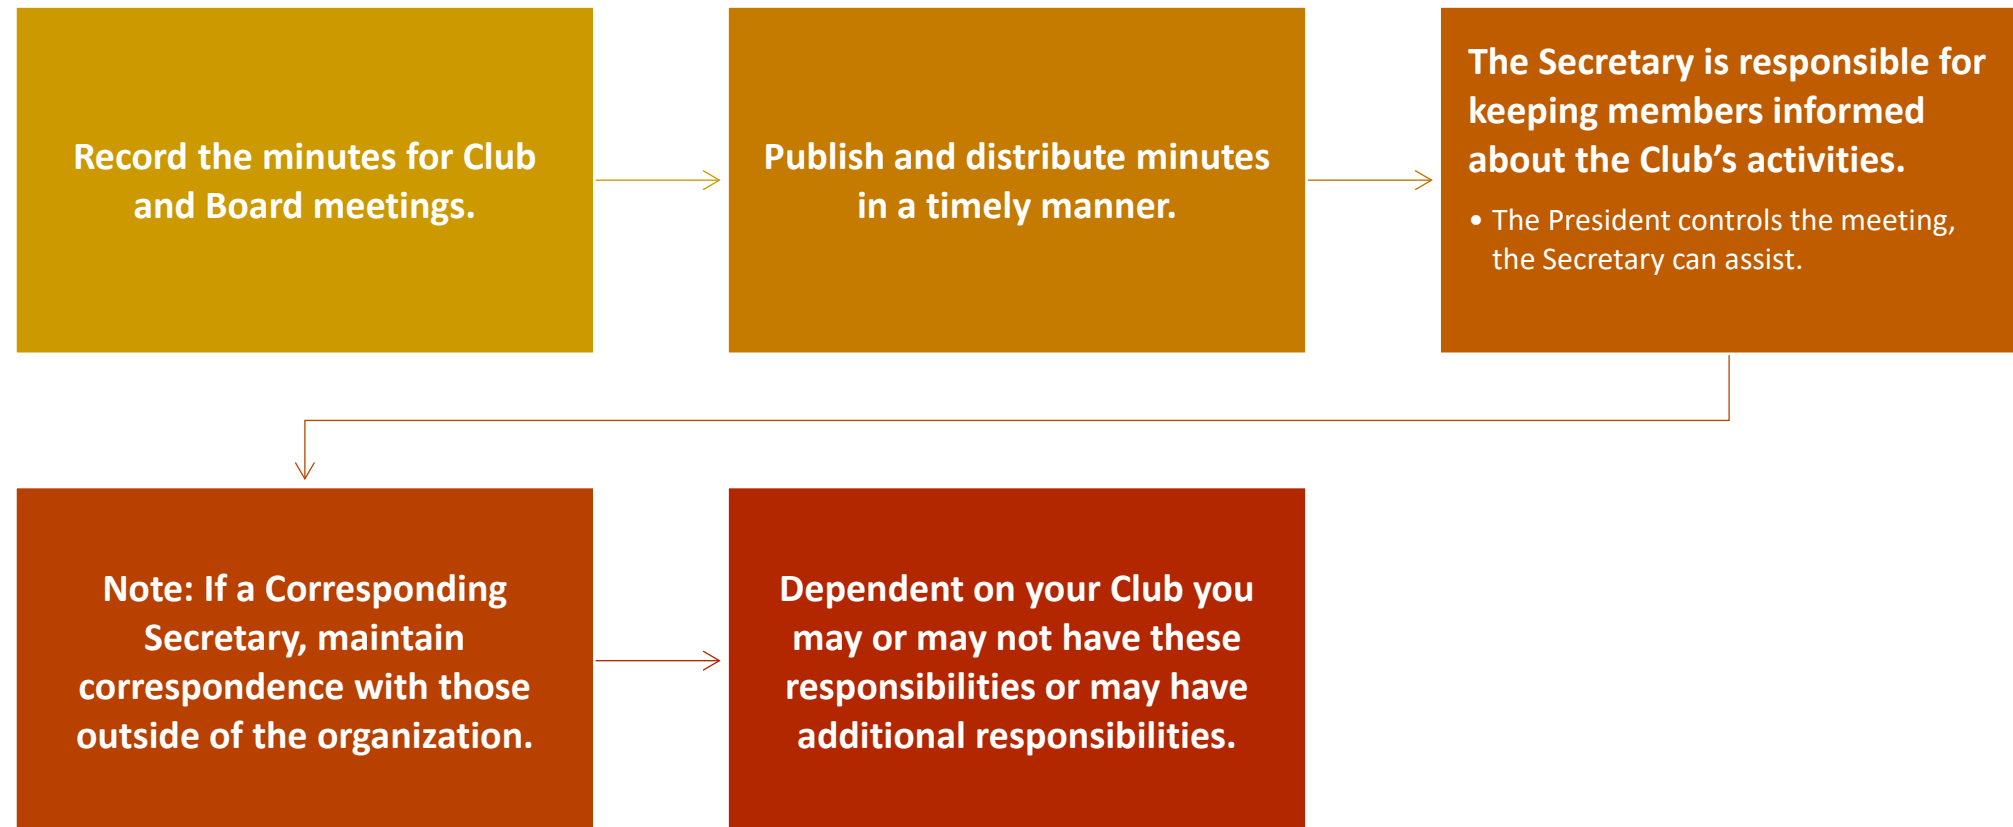 Record the minutes for Club
and Board meetings.
Publish and distribute minutes
in a timely manner.
The Secretary is responsible for
keeping members informed
about the Club’s activities.
• The President controls the meeting,
the Secretary can assist.
Note: If a Corresponding
Secretary, maintain
correspondence with those
outside of the organization.
Dependent on your Club you
may or may not have these
responsibilities or may have
additional responsibilities.